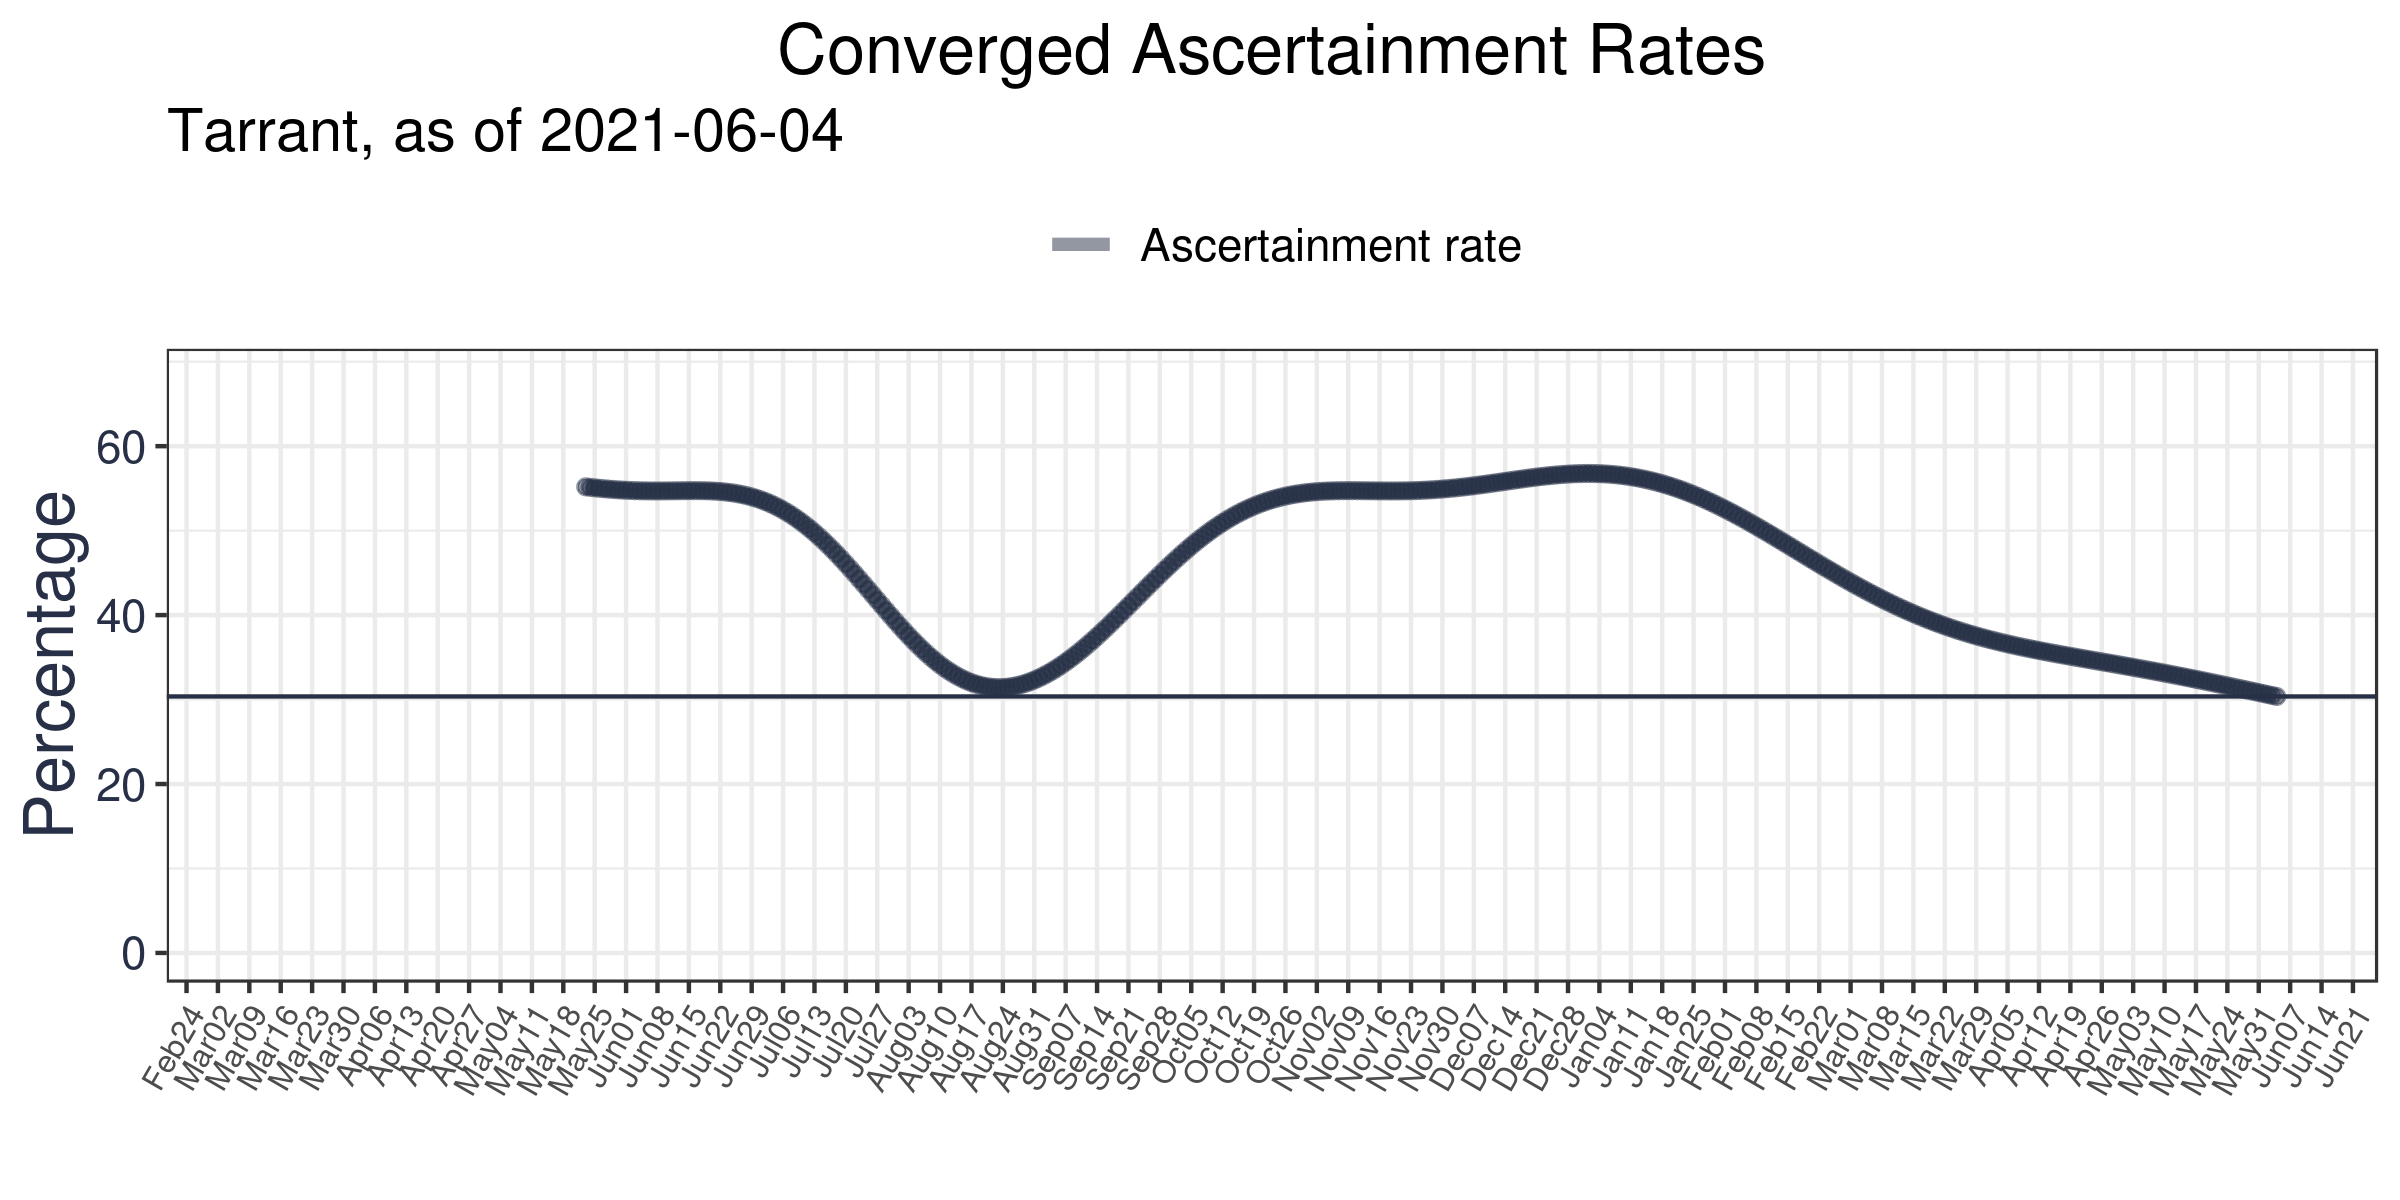 Converged Ascertainment Rates
Tarrant, as of 2021-06-04
Ascertainment rate
Percentage
60
40
20
0
Feb24
Mar02
Mar09
Mar16
Mar23
Mar30
Apr06
Apr13
Apr20
Apr27
May04
May11
May18
May25
Jun01
Jun08
Jun15
Jun22
Jun29
Jul06
Jul13
Jul20
Jul27
Aug03
Aug10
Aug17
Aug24
Aug31
Sep07
Sep14
Sep21
Sep28
Oct05
Oct12
Oct19
Oct26
Nov02
Nov09
Nov16
Nov23
Nov30
Dec07
Dec14
Dec21
Dec28
Jan04
Jan11
Jan18
Jan25
Feb01
Feb08
Feb15
Feb22
Mar01
Mar08
Mar15
Mar22
Mar29
Apr05
Apr12
Apr19
Apr26
May03
May10
May17
May24
May31
Jun07
Jun14
Jun21